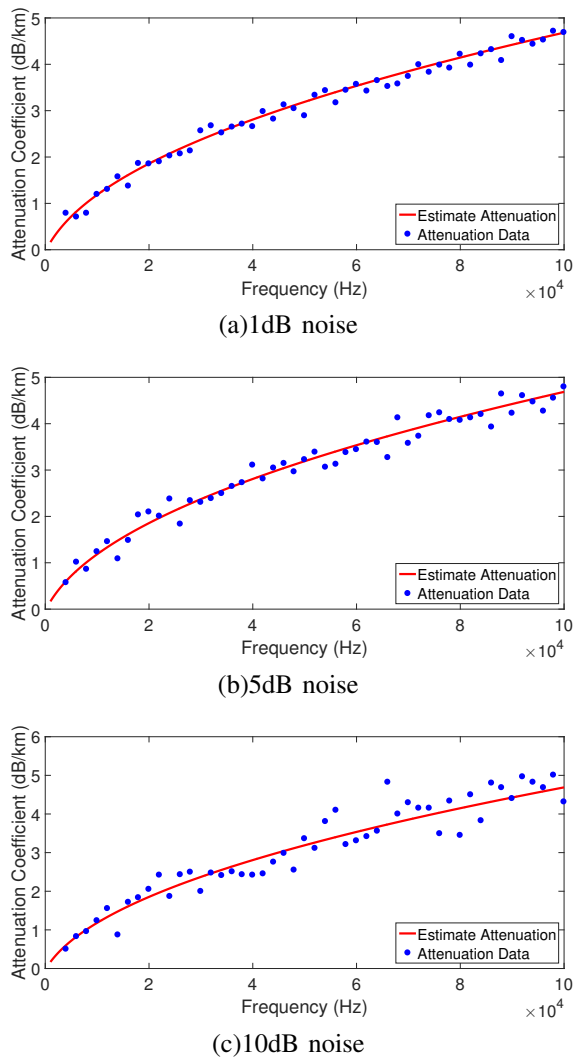 5
4
3
2
1
0
Attenuation Coefficient (dB/km)
Estimate Attenuation
Attenuation Data
0 2 4 6 8 10
Frequency (Hz)
×10^4
(a)1dB noise
5
4
3
2
1
0
Attenuation Coefficient (dB/km)
Estimate Attenuation
Attenuation Data
0 2 4 6 8 10
Frequency (Hz)
×10^4
(b)5dB noise
6
5
4
3
2
1
0
Attenuation Coefficient (dB/km)
Estimate Attenuation
Attenuation Data
0 2 4 6 8 10
Frequency (Hz)
×10^4
(c)10dB noise